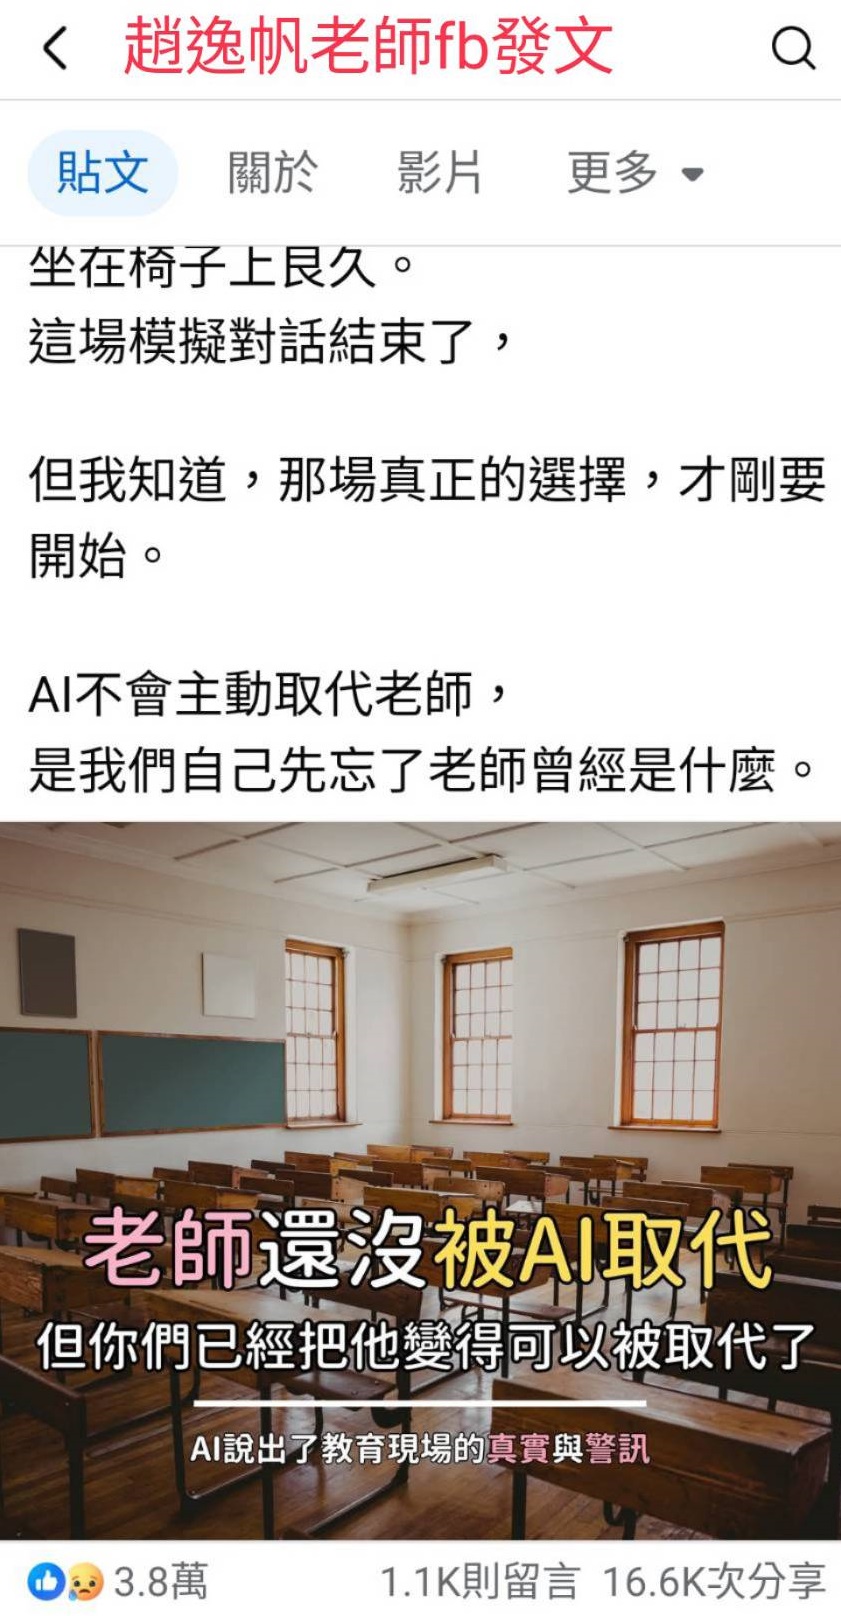 趙逸帆老師fb發文
貼文 關於 影片 更多
坐在椅子上良久。
這場模擬對話結束了，
但我知道，那場真正的選擇，才剛要
開始。
AI不會主動取代老師，
是我們自己先忘了老師曾經是什麼。
老師還沒被AI取代
但你們已經把他變得可以被取代了
AI說出了教育現場的真實與警訊
3.8萬 1.1K則留言 16.6K次分享